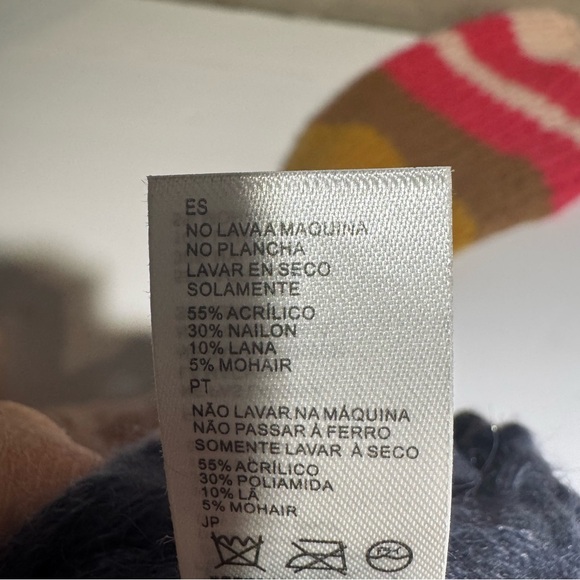 ES
NO LAVA A MAQUINA
NO PLANCHA
LAVAR EN SECO
SOLAMENTE
55% ACRÍLICO
30% NAILON
10% LANA
5% MOHAIR
PT
NÃO LAVAR NA MÁQUINA
NÃO PASSAR À FERRO
SOMENTE LAVAR À SECO
55% ACRÍLICO
30% POLIAMIDA
10% LÃ
5% MOHAIR
JP